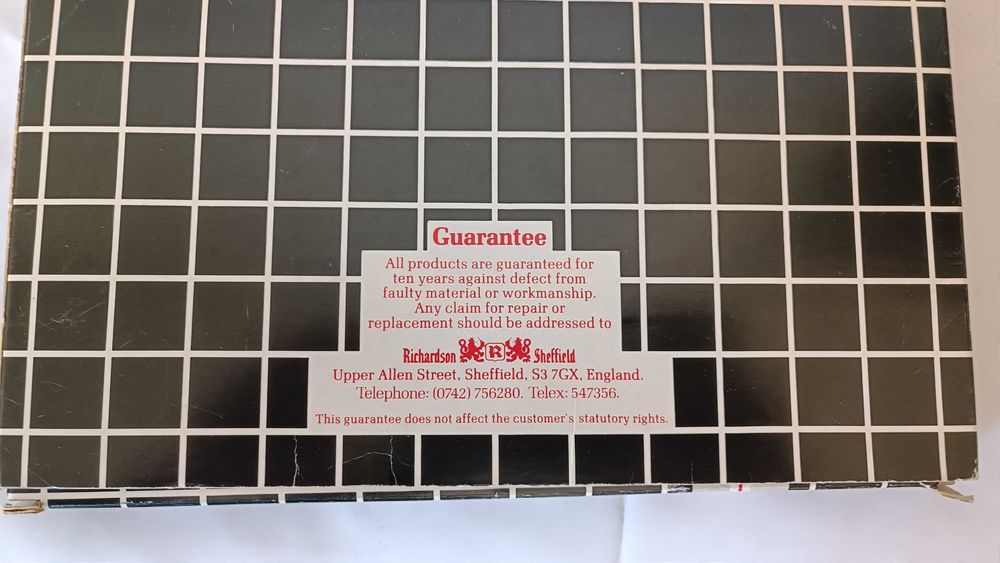 Guarantee
All products are guaranteed for
ten years against defect from
faulty material or workmanship.
Any claim for repair or
replacement should be addressed to
Richardson R Sheffield
Upper Allen Street, Sheffield, S3 7GX, England.
Telephone: (0742) 756280. Telex: 547356.
This guarantee does not affect the customer's statutory rights.